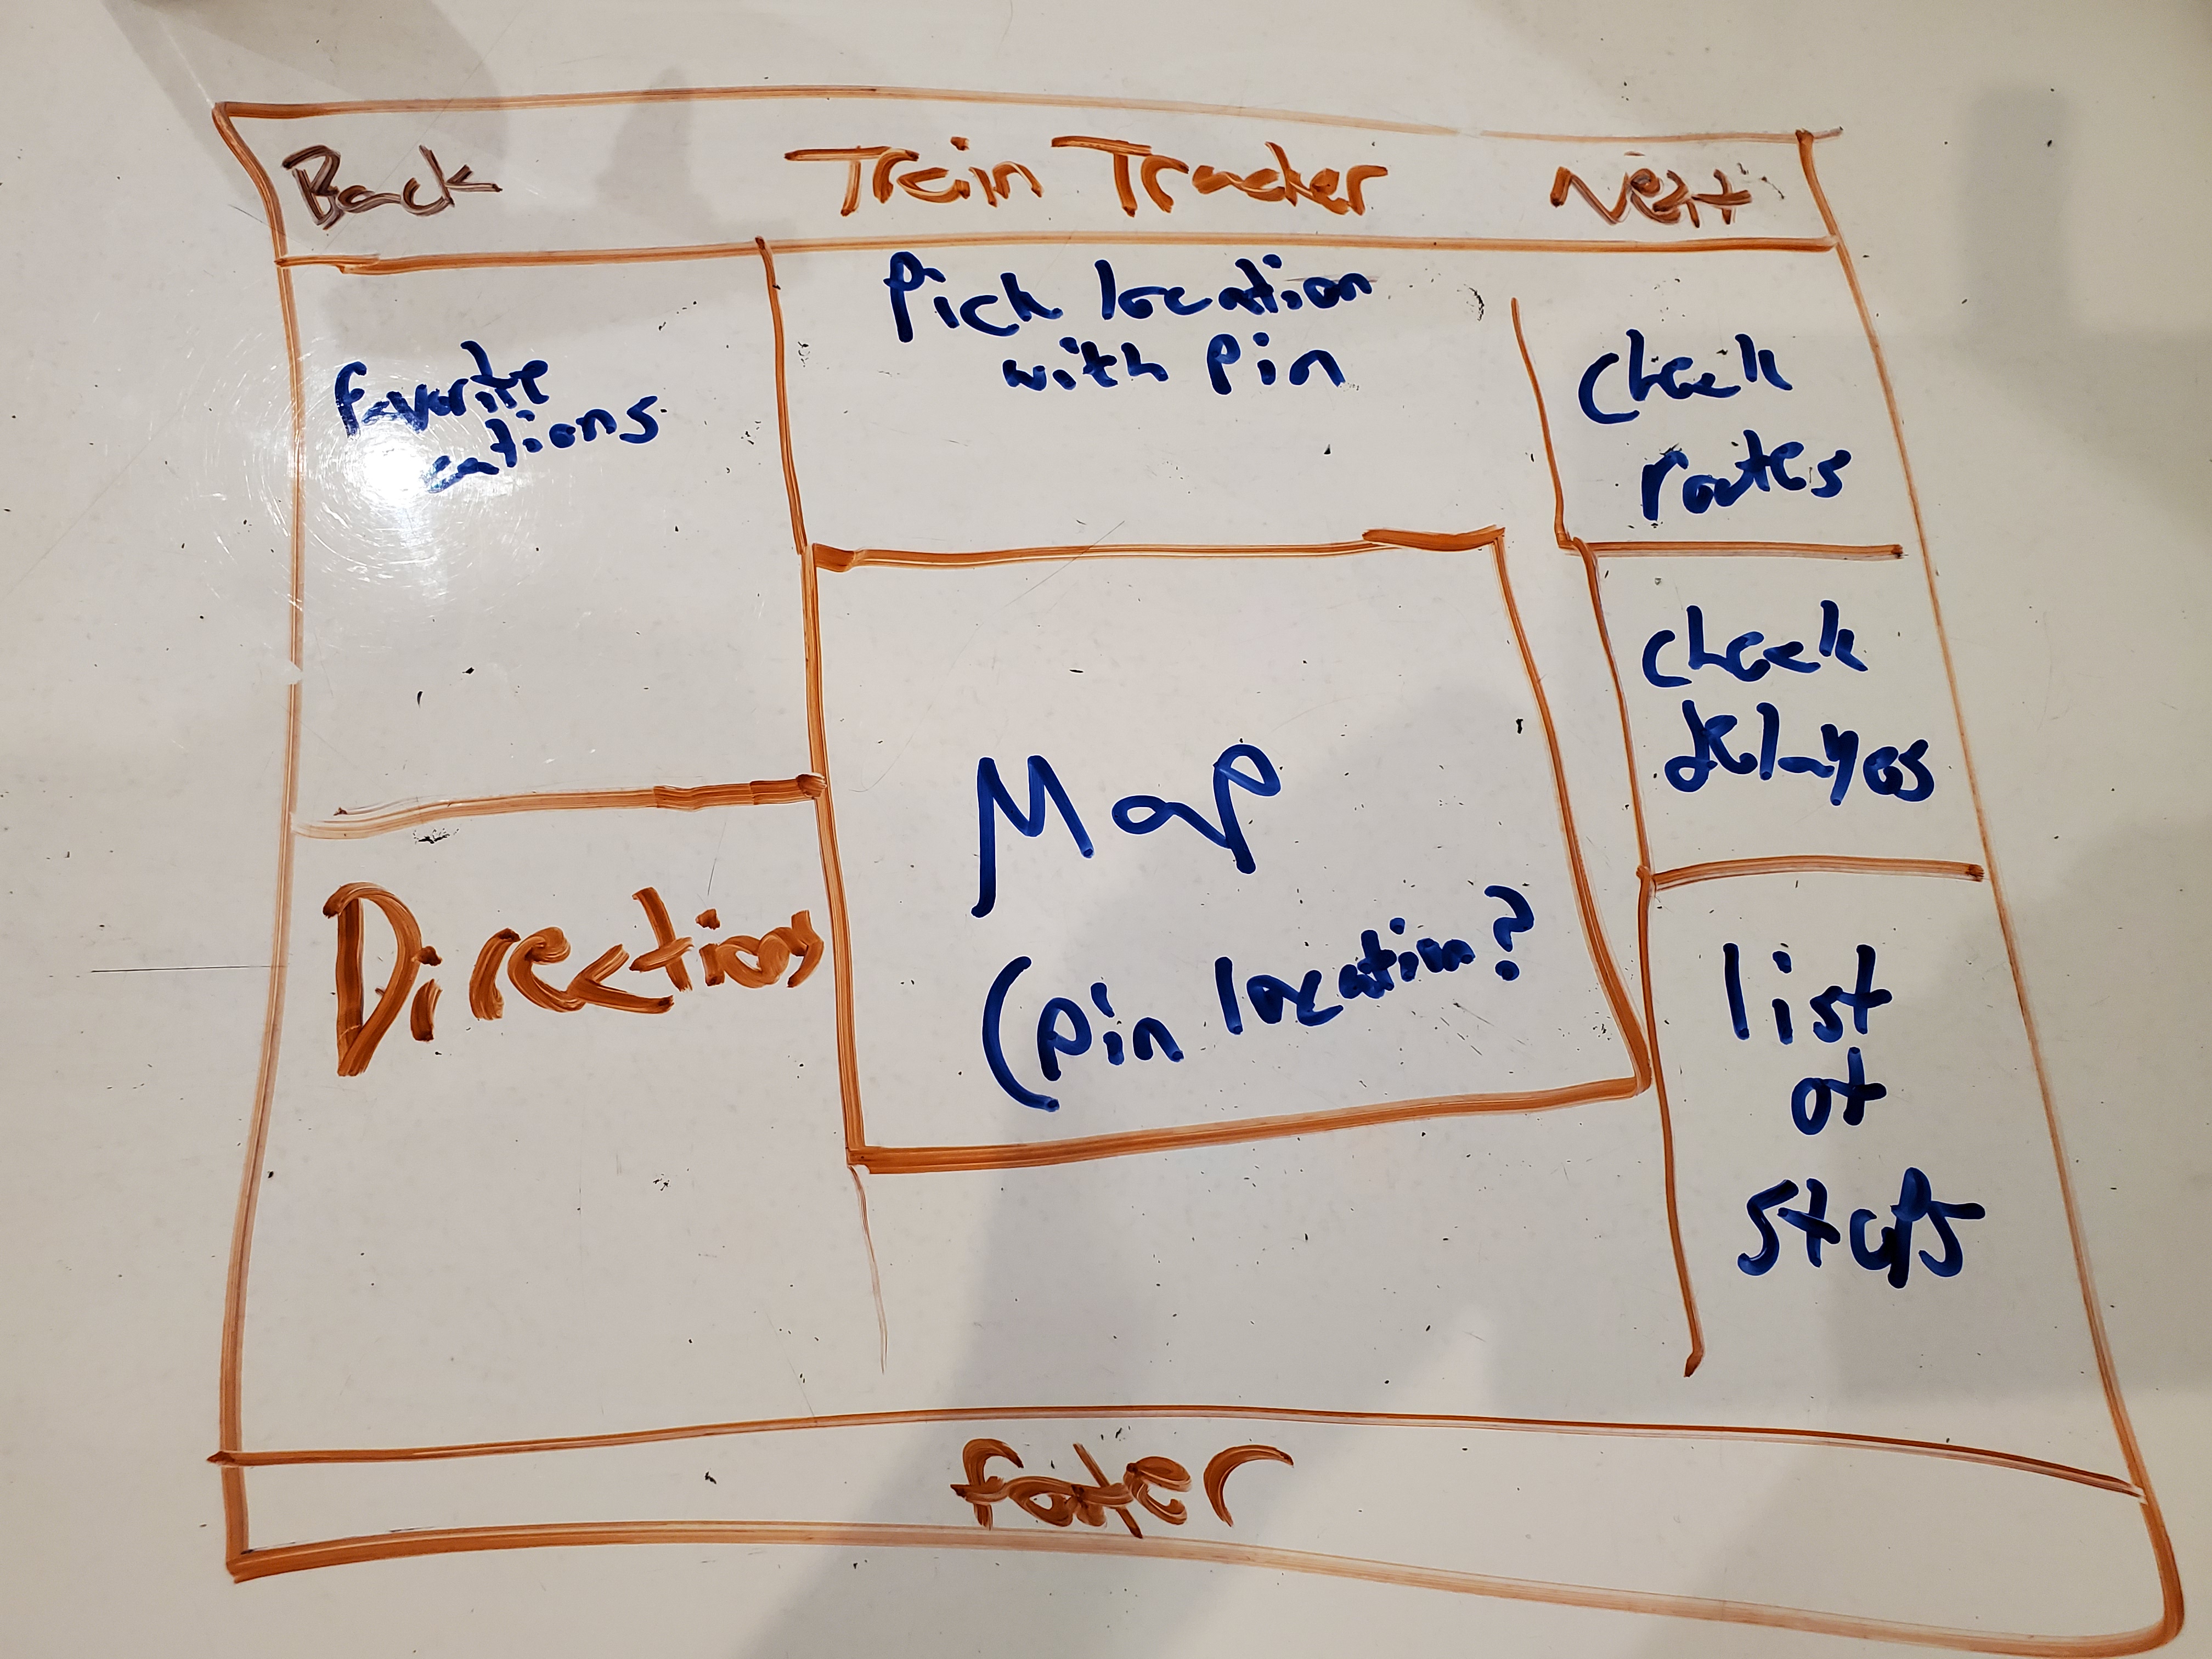 Back Train Tracker Next
Pick location
with Pin
favorite
cations
Check
routes
check
delayes
Map
(pin location?
Directions
list
of
stops
footer